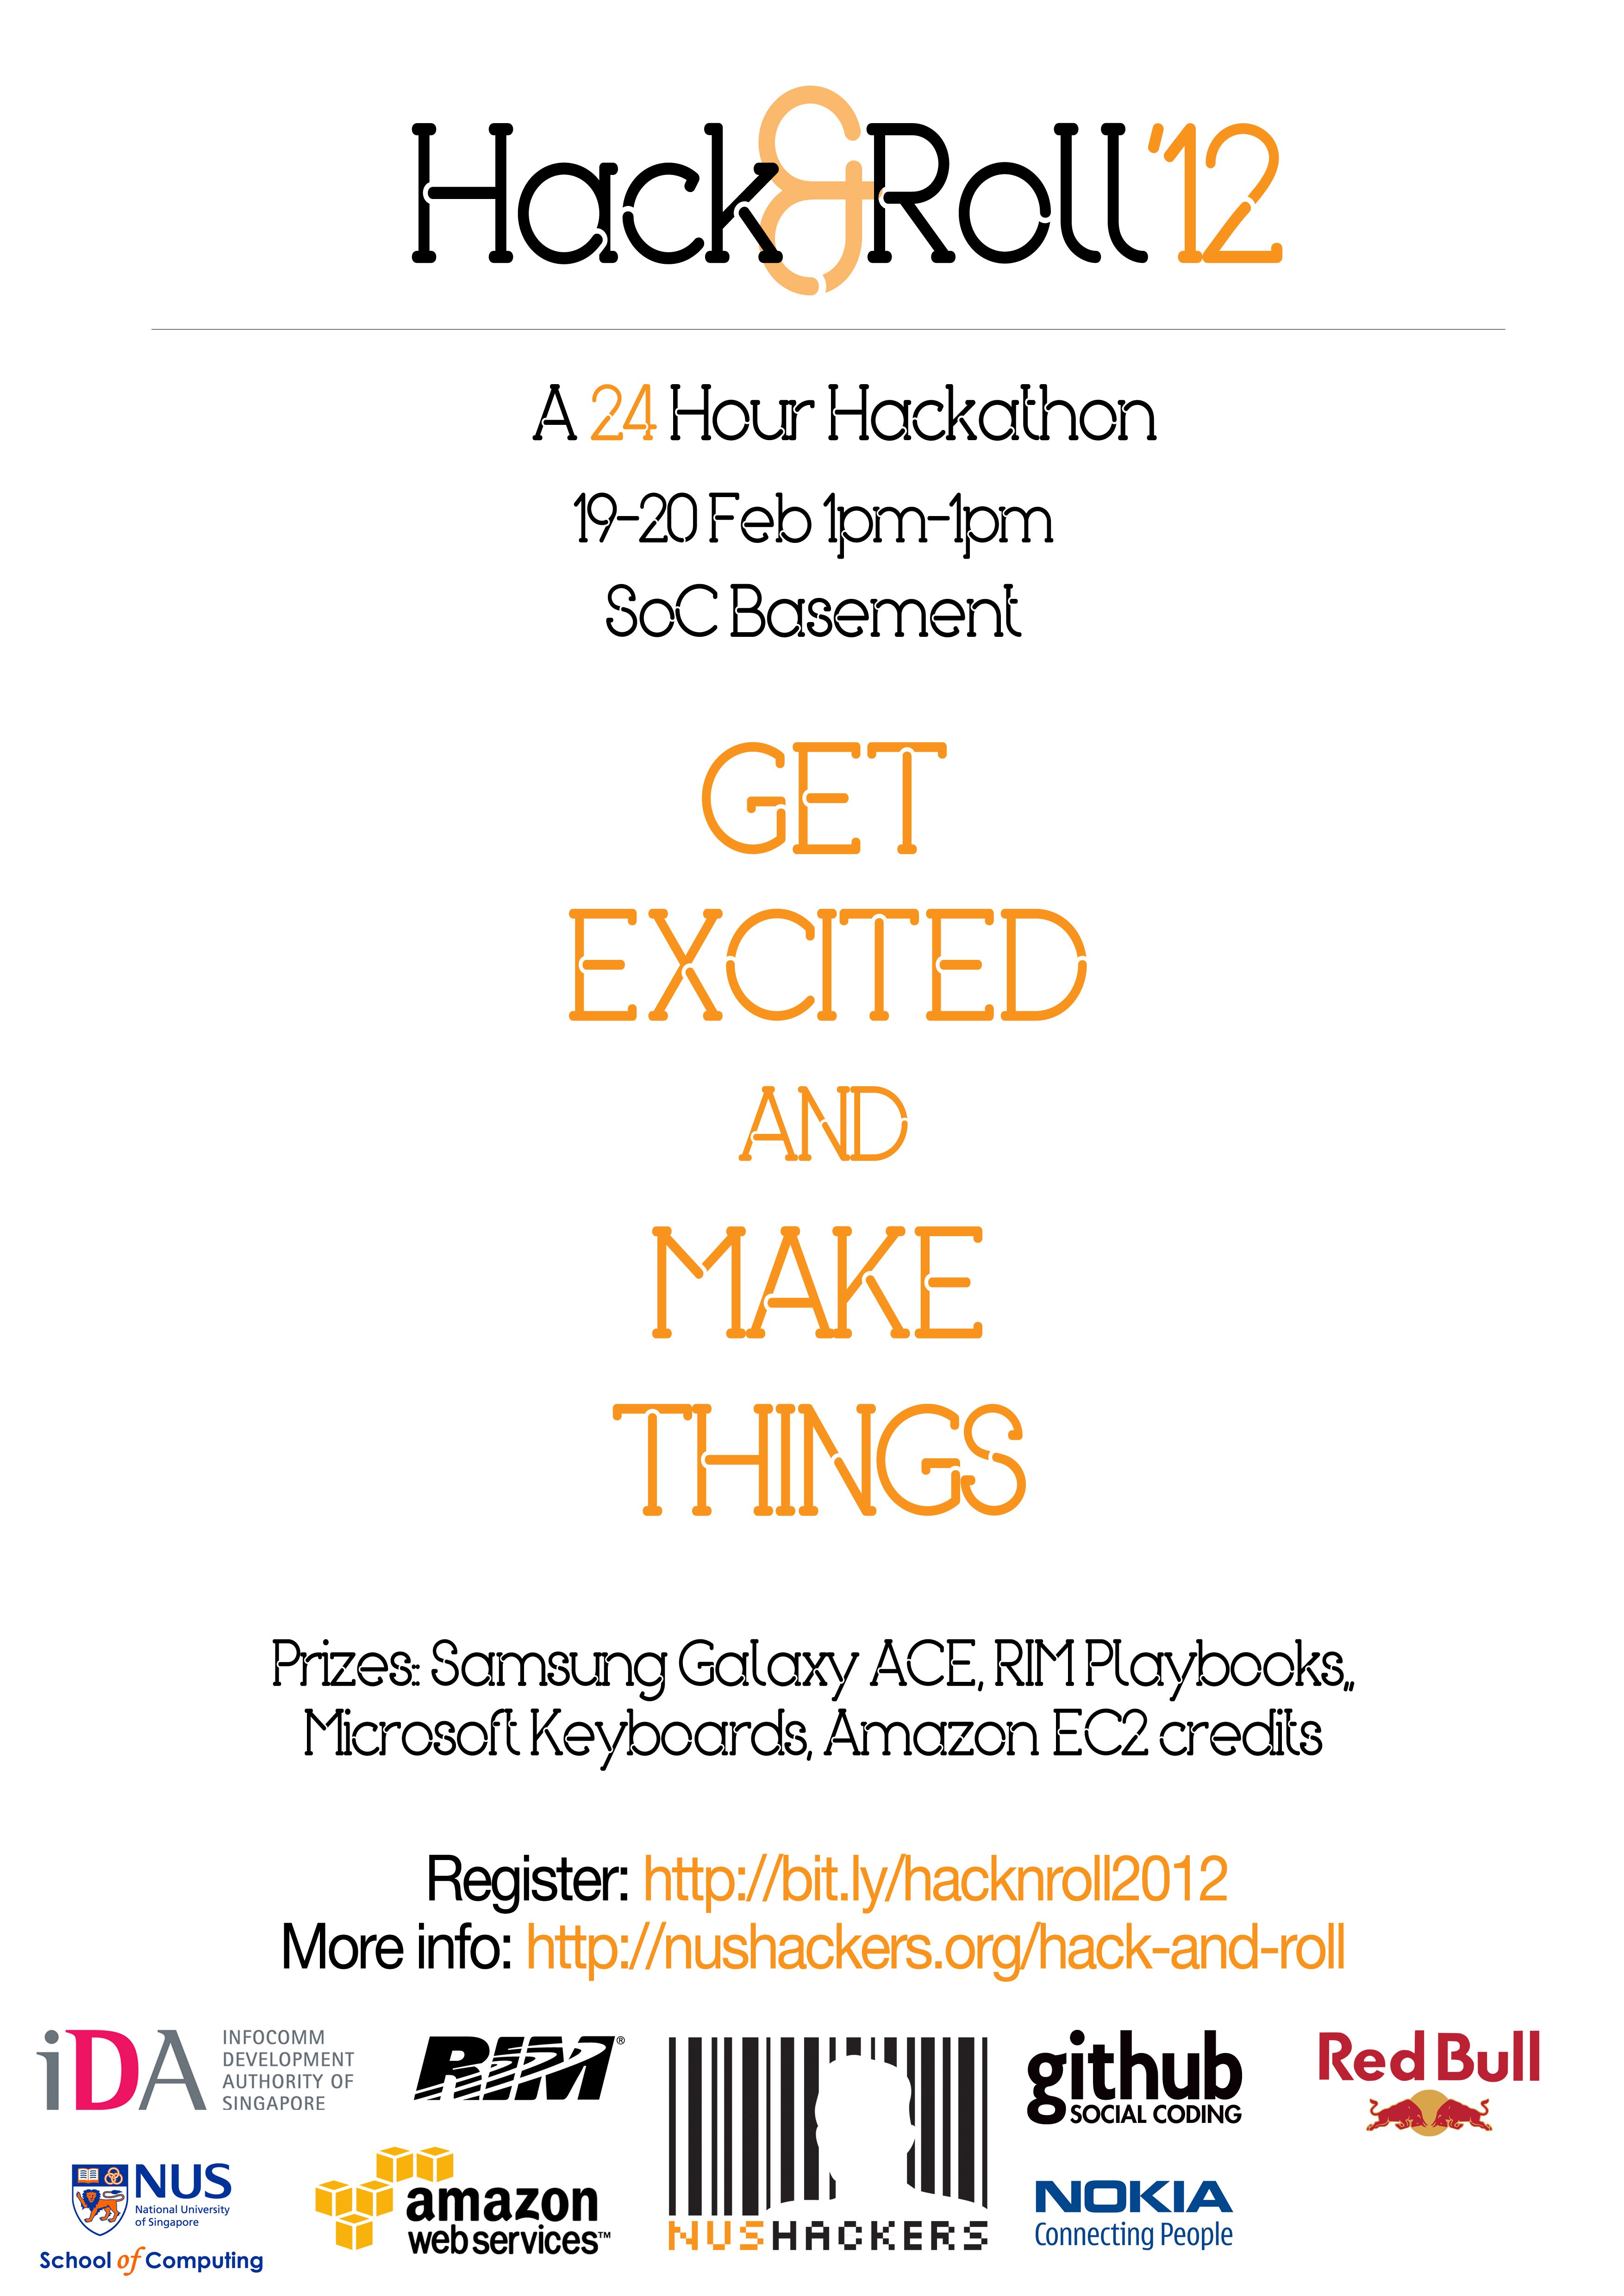 Hack&Roll'12
A 24 Hour Hackathon
19-20 Feb 1pm-1pm
SoC Basement
GET
EXCITED
AND
MAKE
THINGS
Prizes: Samsung Galaxy ACE, RIM Playbooks,,
Microsoft Keyboards, Amazon EC2 credits
Register: http://bit.ly/hacknroll2012
More info: http://nushackers.org/hack-and-roll
iDA
INFOCOMM
DEVELOPMENT
AUTHORITY OF
SINGAPORE
RIM®
github
SOCIAL CODING
Red Bull
NUS
National University
of Singapore
School of Computing
amazon
web services™
NUSHACKERS
NOKIA
Connecting People